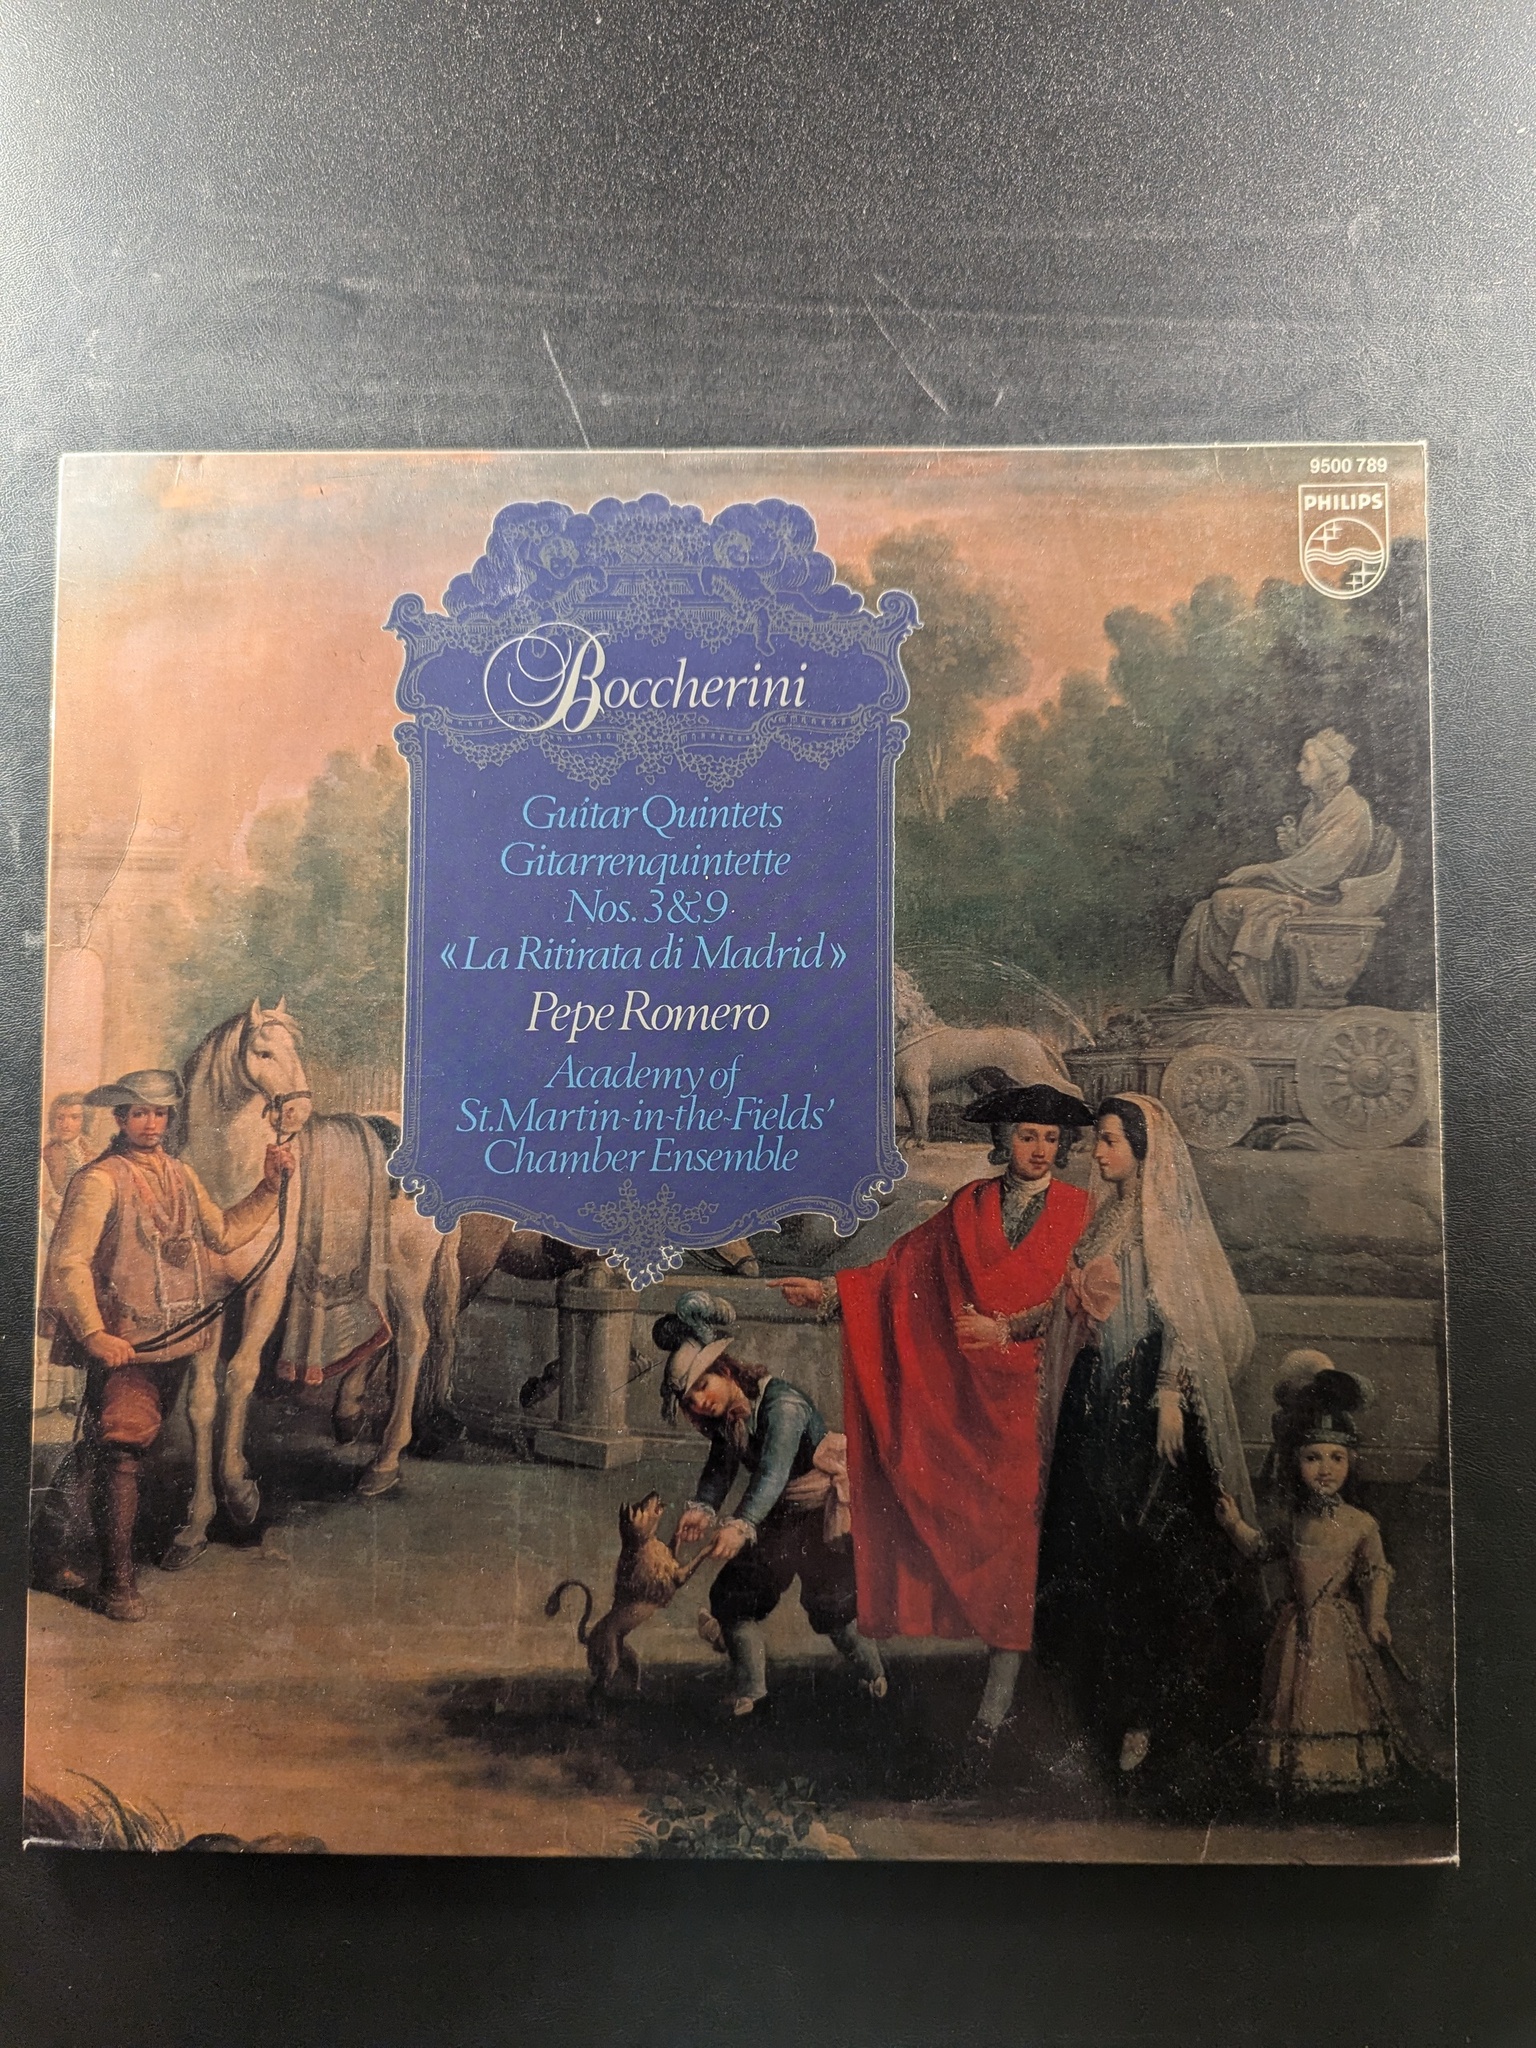 9500 789
PHILIPS
Boccherini
Guitar Quintets
Gitarrenquintette
Nos. 3 & 9
«La Ritirata di Madrid»
Pepe Romero
Academy of
St. Martin-in-the-Fields'
Chamber Ensemble